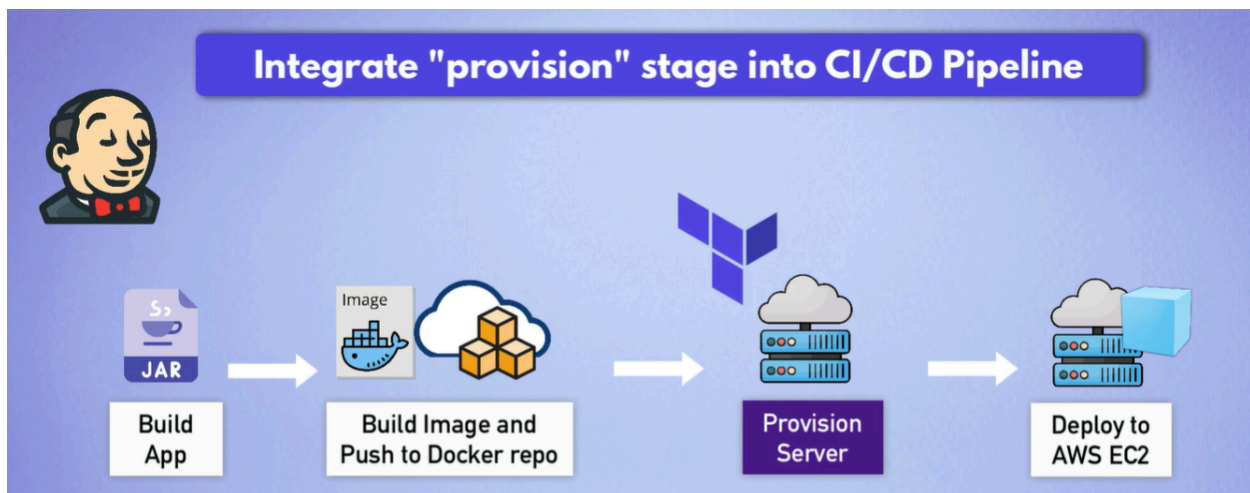 Integrate "provision" stage into CI/CD Pipeline
Image
JAR
Build
App
Build Image and
Push to Docker repo
Provision
Server
Deploy to
AWS EC2